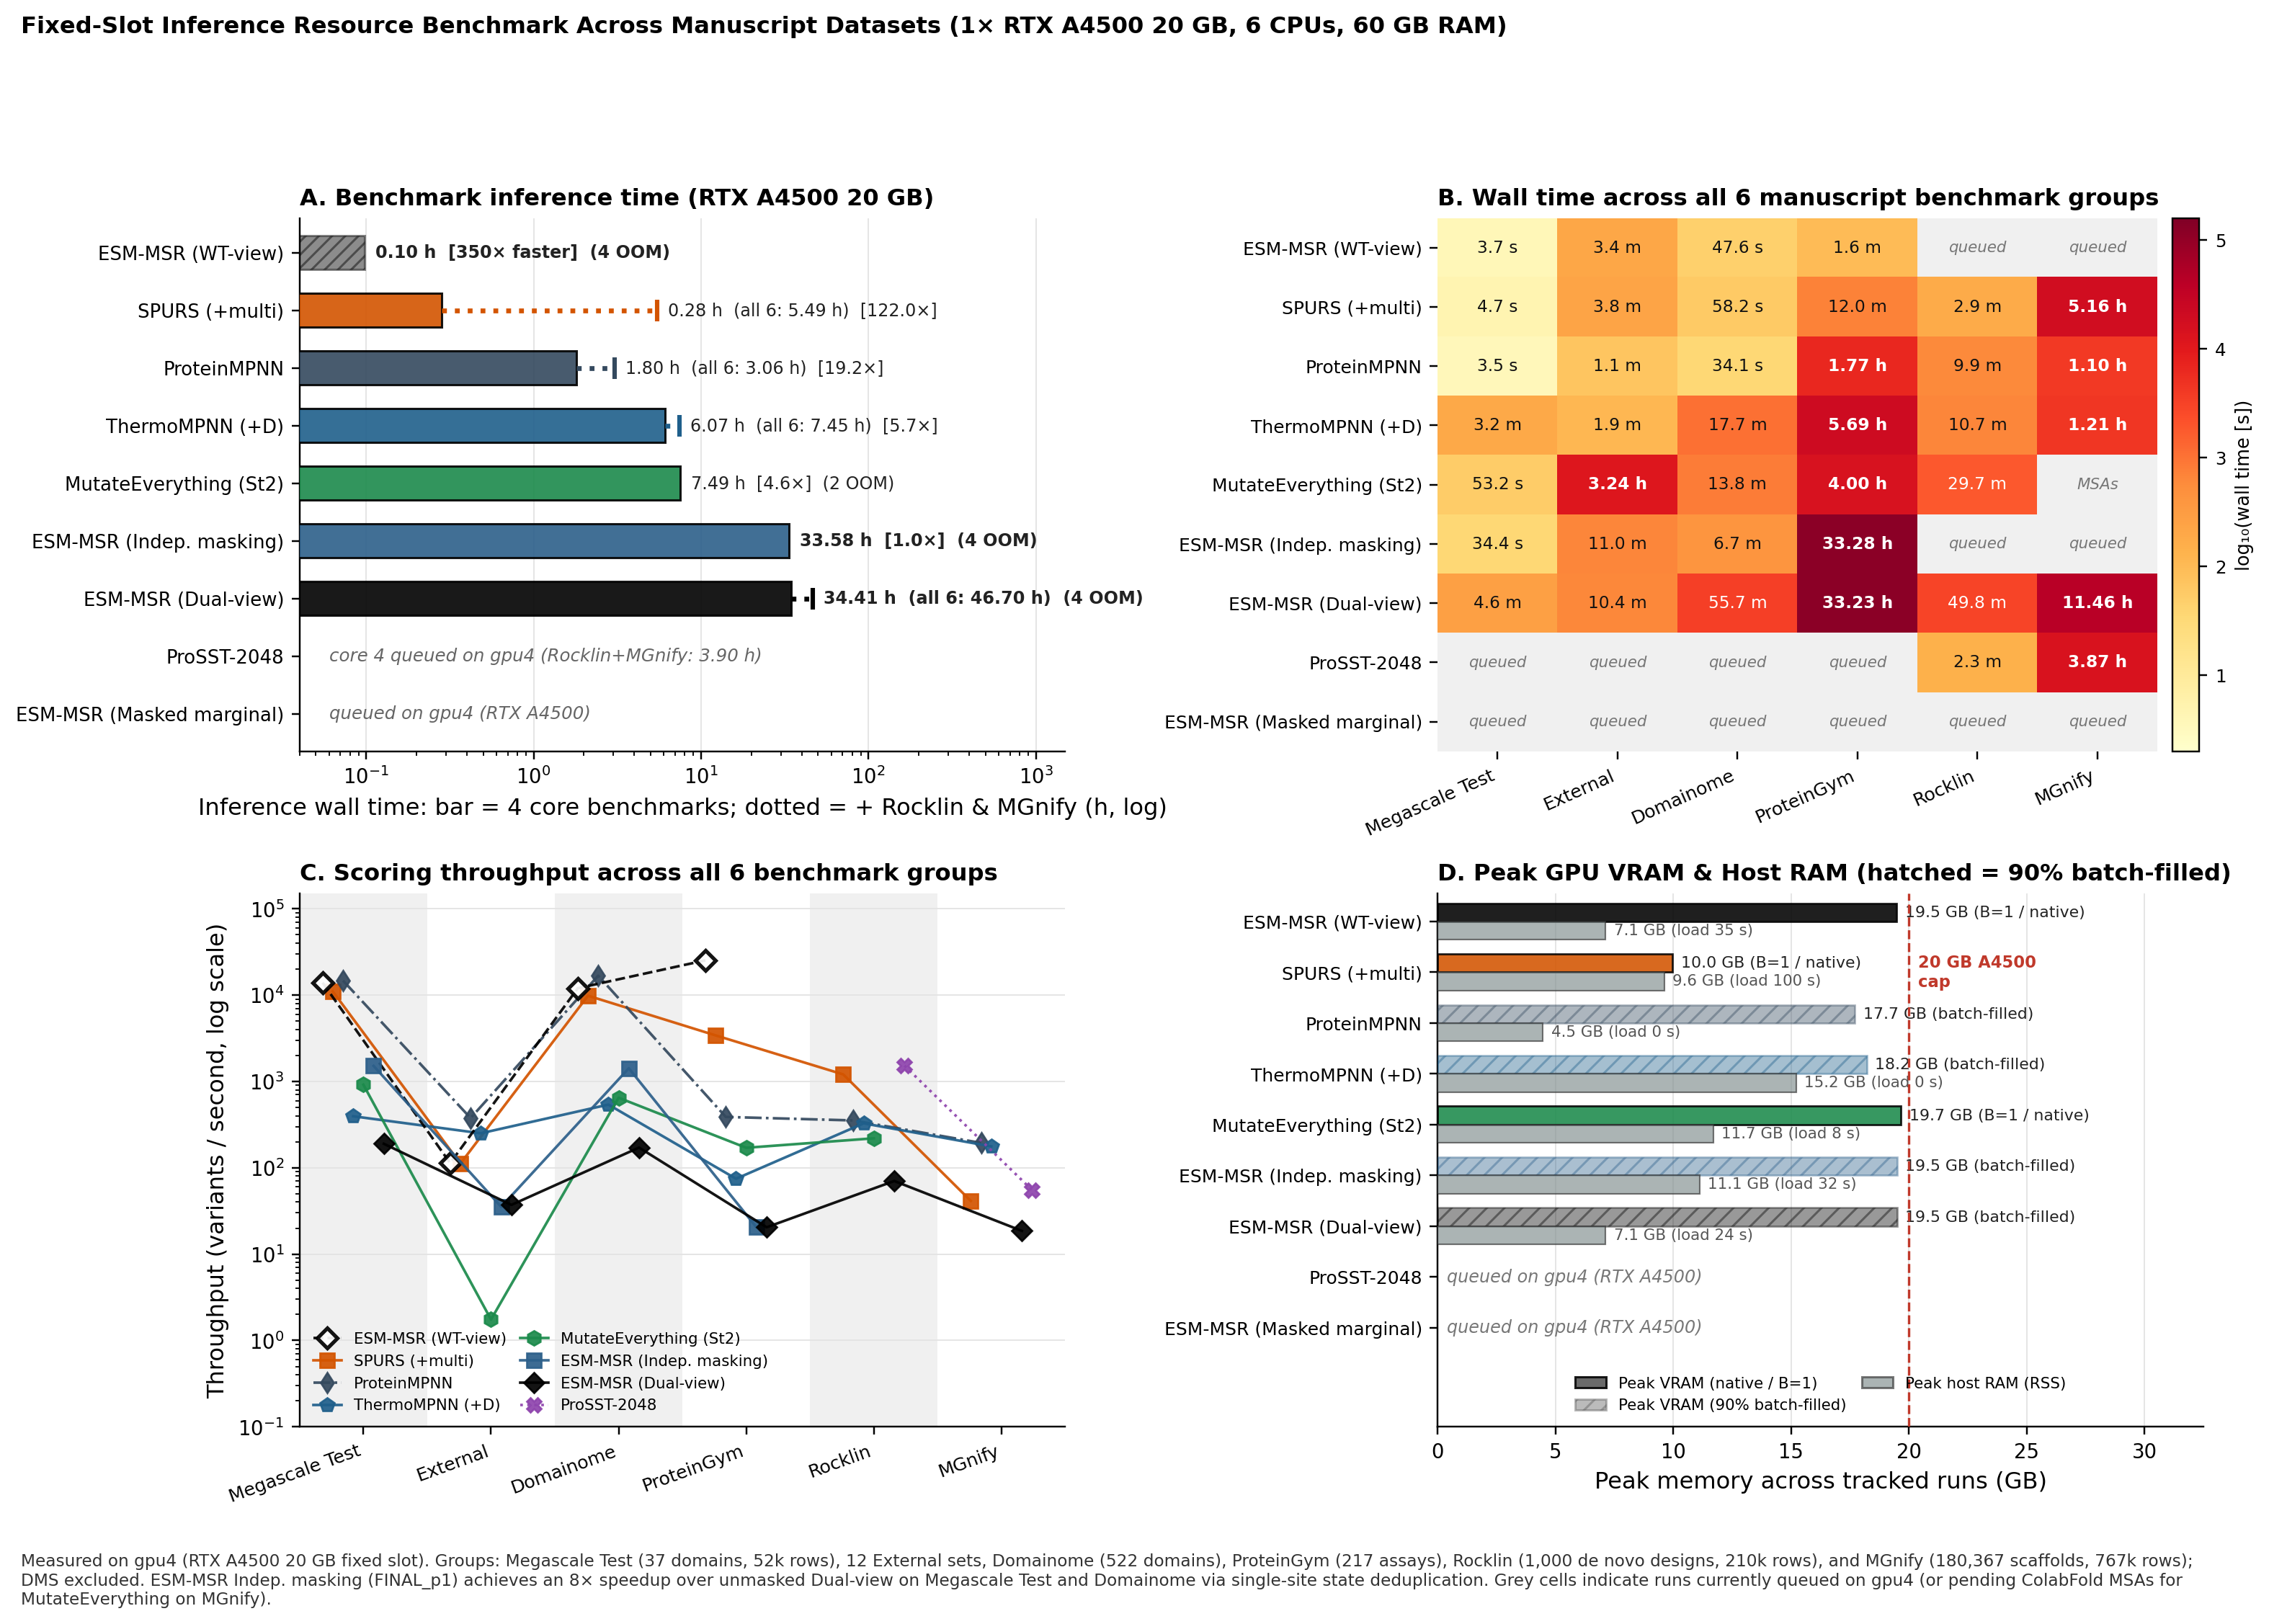 Fixed-Slot Inference Resource Benchmark Across Manuscript Datasets (1× RTX A4500 20 GB, 6 CPUs, 60 GB RAM)
A. Benchmark inference time (RTX A4500 20 GB)
ESM-MSR (WT-view)
0.10 h [350× faster] (4 OOM)
SPURS (+multi)
0.28 h (all 6: 5.49 h) [122.0×]
ProteinMPNN
1.80 h (all 6: 3.06 h) [19.2×]
ThermoMPNN (+D)
6.07 h (all 6: 7.45 h) [5.7×]
MutateEverything (St2)
7.49 h [4.6×] (2 OOM)
ESM-MSR (Indep. masking)
33.58 h [1.0×] (4 OOM)
ESM-MSR (Dual-view)
34.41 h (all 6: 46.70 h) (4 OOM)
ProSST-2048
core 4 queued on gpu4 (Rocklin+MGnify: 3.90 h)
ESM-MSR (Masked marginal)
queued on gpu4 (RTX A4500)
10⁻¹ 10⁰ 10¹ 10² 10³
Inference wall time: bar = 4 core benchmarks; dotted = + Rocklin & MGnify (h, log)
B. Wall time across all 6 manuscript benchmark groups
ESM-MSR (WT-view) 3.7 s 3.4 m 47.6 s 1.6 m queued queued
SPURS (+multi) 4.7 s 3.8 m 58.2 s 12.0 m 2.9 m 5.16 h
ProteinMPNN 3.5 s 1.1 m 34.1 s 1.77 h 9.9 m 1.10 h
ThermoMPNN (+D) 3.2 m 1.9 m 17.7 m 5.69 h 10.7 m 1.21 h
MutateEverything (St2) 53.2 s 3.24 h 13.8 m 4.00 h 29.7 m MSAs
ESM-MSR (Indep. masking) 34.4 s 11.0 m 6.7 m 33.28 h queued queued
ESM-MSR (Dual-view) 4.6 m 10.4 m 55.7 m 33.23 h 49.8 m 11.46 h
ProSST-2048 queued queued queued queued 2.3 m 3.87 h
ESM-MSR (Masked marginal) queued queued queued queued queued queued
Megascale Test External Domainome ProteinGym Rocklin MGnify
5
4
3
2
1
log₁₀(wall time [s])
C. Scoring throughput across all 6 benchmark groups
Throughput (variants / second, log scale)
10⁵
10⁴
10³
10²
10¹
10⁰
10⁻¹
ESM-MSR (WT-view)
SPURS (+multi)
ProteinMPNN
ThermoMPNN (+D)
MutateEverything (St2)
ESM-MSR (Indep. masking)
ESM-MSR (Dual-view)
ProSST-2048
Megascale Test External Domainome ProteinGym Rocklin MGnify
D. Peak GPU VRAM & Host RAM (hatched = 90% batch-filled)
ESM-MSR (WT-view)
19.5 GB (B=1 / native)
7.1 GB (load 35 s)
SPURS (+multi)
10.0 GB (B=1 / native)
9.6 GB (load 100 s)
20 GB A4500
cap
ProteinMPNN
17.7 GB (batch-filled)
4.5 GB (load 0 s)
ThermoMPNN (+D)
18.2 GB (batch-filled)
15.2 GB (load 0 s)
MutateEverything (St2)
19.7 GB (B=1 / native)
11.7 GB (load 8 s)
ESM-MSR (Indep. masking)
19.5 GB (batch-filled)
11.1 GB (load 32 s)
ESM-MSR (Dual-view)
19.5 GB (batch-filled)
7.1 GB (load 24 s)
ProSST-2048
queued on gpu4 (RTX A4500)
ESM-MSR (Masked marginal)
queued on gpu4 (RTX A4500)
Peak VRAM (native / B=1)
Peak VRAM (90% batch-filled)
Peak host RAM (RSS)
0 5 10 15 20 25 30
Peak memory across tracked runs (GB)
Measured on gpu4 (RTX A4500 20 GB fixed slot). Groups: Megascale Test (37 domains, 52k rows), 12 External sets, Domainome (522 domains), ProteinGym (217 assays), Rocklin (1,000 de novo designs, 210k rows), and MGnify (180,367 scaffolds, 767k rows);
DMS excluded. ESM-MSR Indep. masking (FINAL_p1) achieves an 8× speedup over unmasked Dual-view on Megascale Test and Domainome via single-site state deduplication. Grey cells indicate runs currently queued on gpu4 (or pending ColabFold MSAs for
MutateEverything on MGnify).